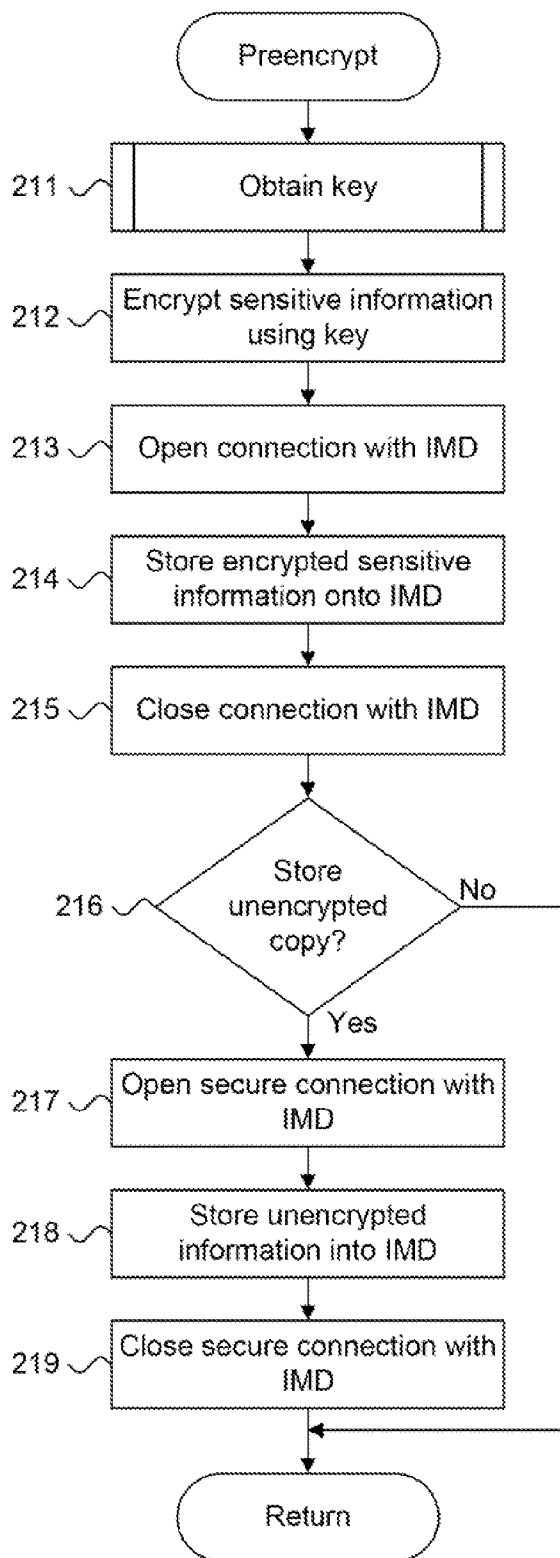 Preencrypt
211
Obtain key
212
Encrypt sensitive information
using key
213
Open connection with IMD
214
Store encrypted sensitive
information onto IMD
215
Close connection with IMD
216
Store
unencrypted
copy?
No
Yes
217
Open secure connection with
IMD
218
Store unencrypted
information into IMD
219
Close secure connection with
IMD
Return